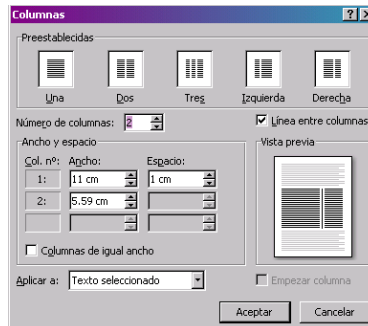 Columnas
Preestablecidas
Una Dos Tres Izquierda Derecha
Número de columnas: 2 Línea entre columnas
Ancho y espacio Vista previa
Col. nº: Ancho: Espacio:
1: 11 cm 1 cm
2: 5.59 cm
Columnas de igual ancho
Aplicar a: Texto seleccionado Empezar columna
Aceptar Cancelar